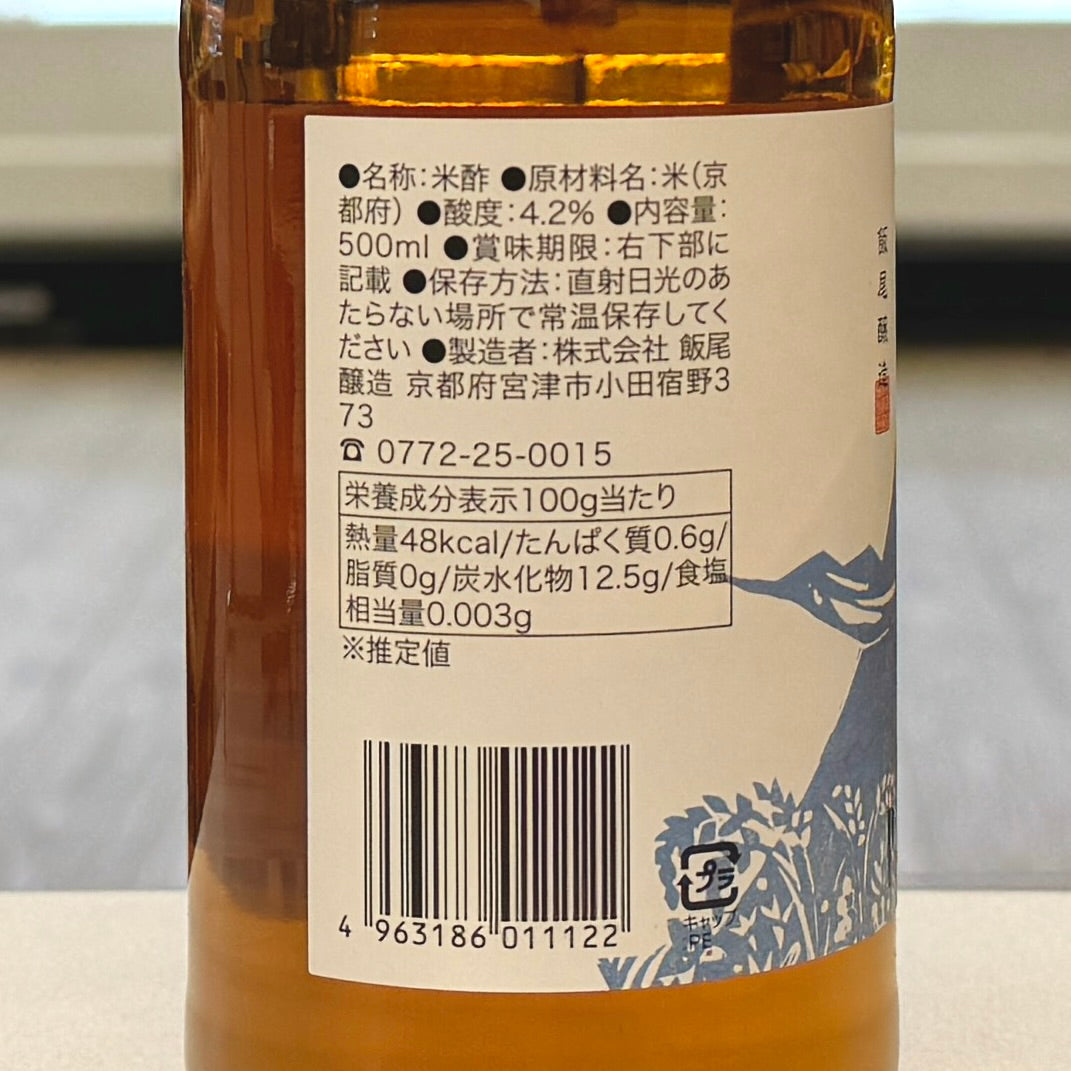 ●名称：米酢 ●原材料名：米（京
都府） ●酸度：4.2% ●内容量：
500ml ●賞味期限：右下部に
記載 ●保存方法：直射日光のあ
たらない場所で常温保存してく
ださい ●製造者：株式会社 飯尾
醸造 京都府宮津市小田宿野3
73
☎ 0772-25-0015
栄養成分表示100g当たり
熱量48kcal/たんぱく質0.6g/
脂質0g/炭水化物12.5g/食塩
相当量0.003g
※推定値
4 963186 011122
プラ
キャップ
PE